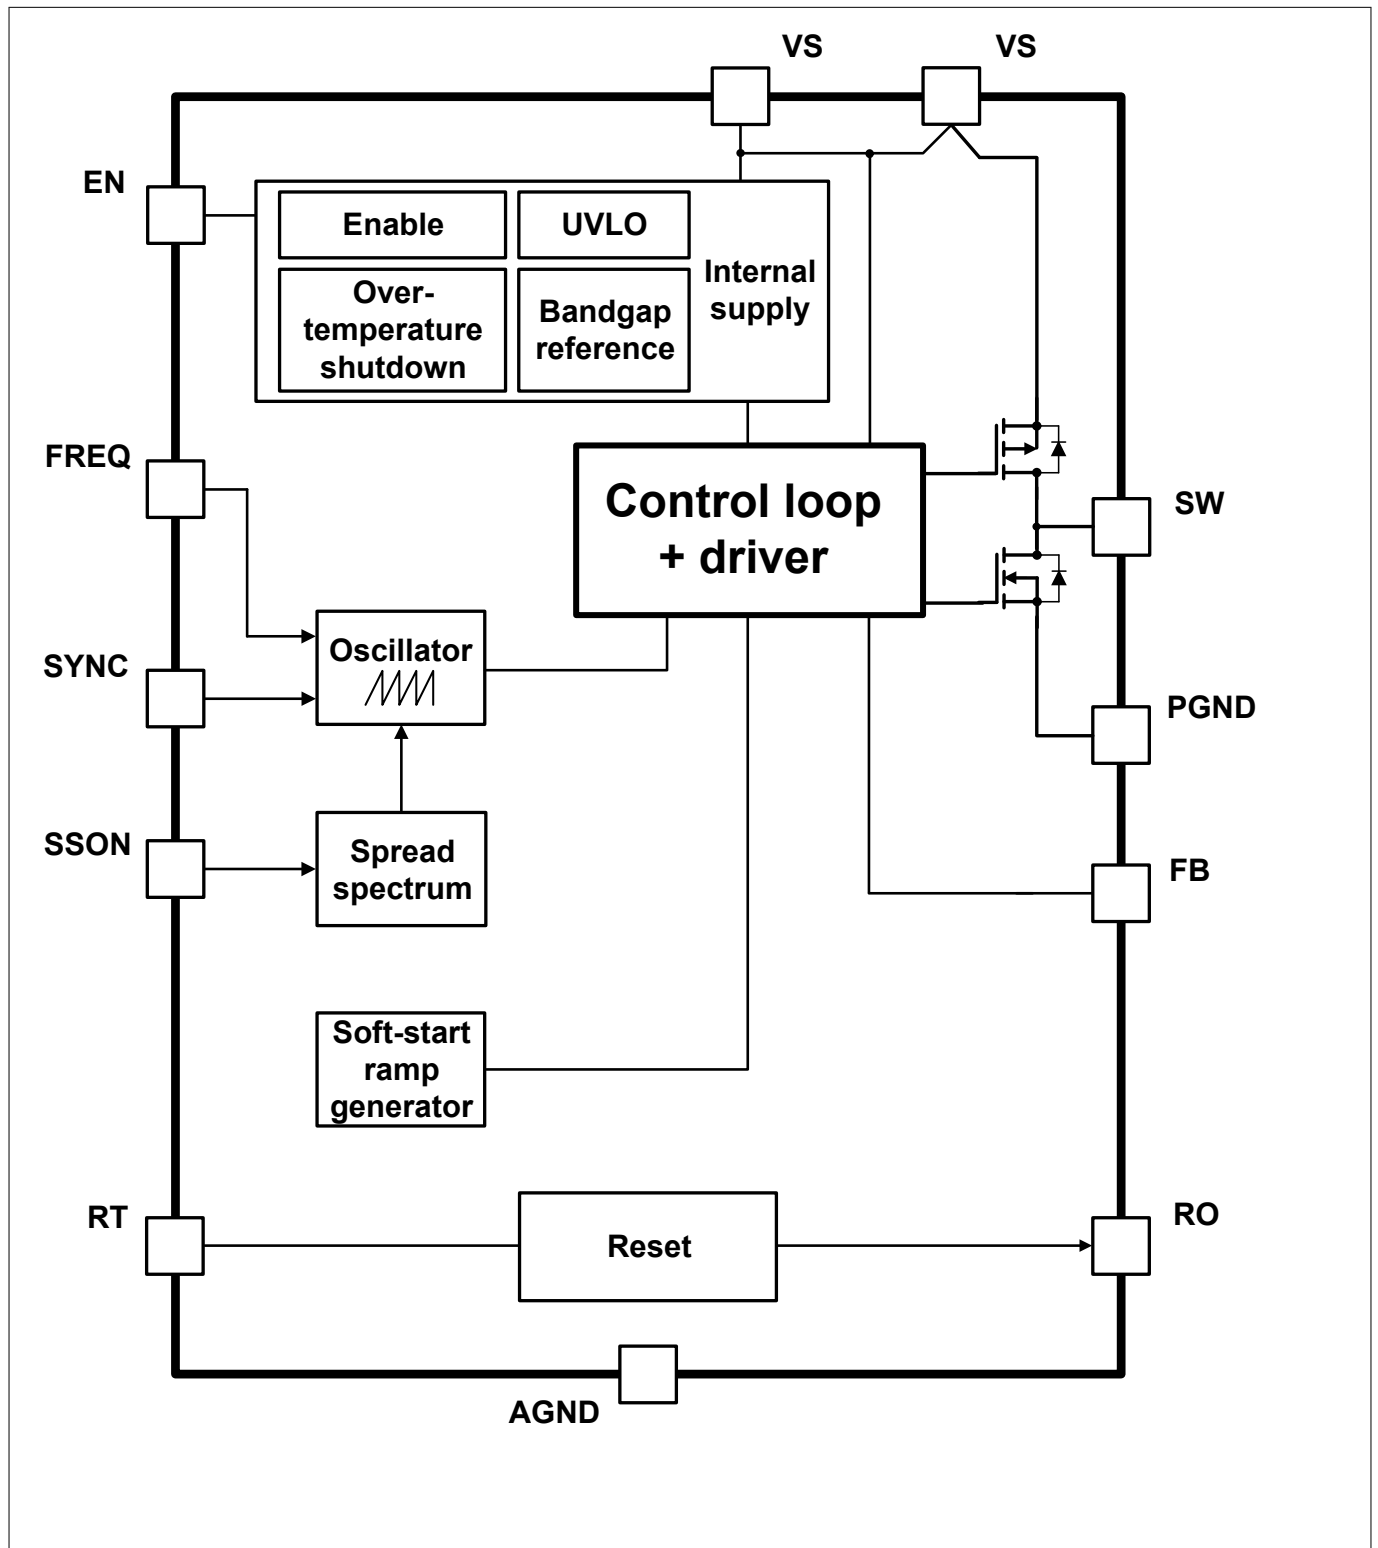 VS
VS
EN
Enable
UVLO
Internal
supply
Over-
temperature
shutdown
Bandgap
reference
FREQ
Control loop
+ driver
SW
SYNC
Oscillator
PGND
SSON
Spread
spectrum
FB
Soft-start
ramp
generator
RT
Reset
RO
AGND